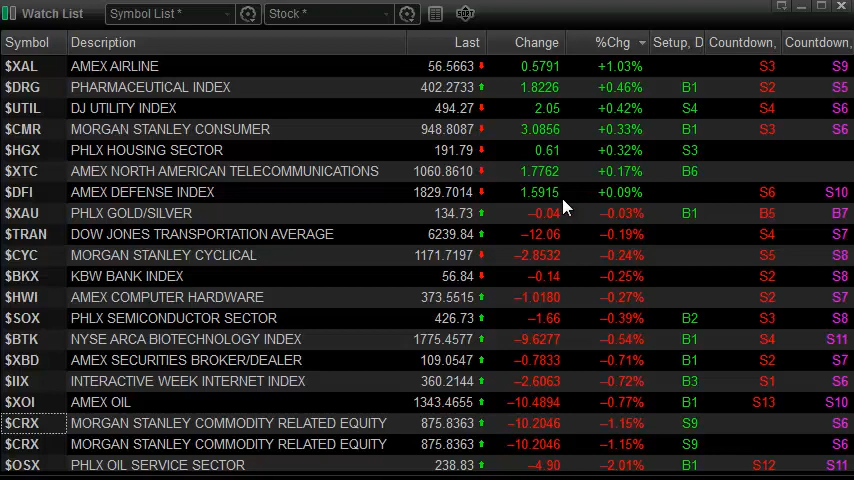 Watch List Symbol List * Stock * SORT
Symbol Description Last Change %Chg Setup, D Countdown, Countdown,
$XAL AMEX AIRLINE 56.5663 0.5791 +1.03% S3 S9
$DRG PHARMACEUTICAL INDEX 402.2733 1.8226 +0.46% B1 S2 S5
$UTIL DJ UTILITY INDEX 494.27 2.05 +0.42% S4 S4 S6
$CMR MORGAN STANLEY CONSUMER 948.8087 3.0856 +0.33% B1 S3 S6
$HGX PHLX HOUSING SECTOR 191.79 0.61 +0.32% S3
$XTC AMEX NORTH AMERICAN TELECOMMUNICATIONS 1060.8610 1.7762 +0.17% B6
$DFI AMEX DEFENSE INDEX 1829.7014 1.5915 +0.09% S6 S10
$XAU PHLX GOLD/SILVER 134.73 –0.04 –0.03% B1 B5 B7
$TRAN DOW JONES TRANSPORTATION AVERAGE 6239.84 –12.06 –0.19% S4 S7
$CYC MORGAN STANLEY CYCLICAL 1171.7197 –2.8532 –0.24% S5 S8
$BKX KBW BANK INDEX 56.84 –0.14 –0.25% S2 S8
$HWI AMEX COMPUTER HARDWARE 373.5515 –1.0180 –0.27% S2 S7
$SOX PHLX SEMICONDUCTOR SECTOR 426.73 –1.66 –0.39% B2 S3 S8
$BTK NYSE ARCA BIOTECHNOLOGY INDEX 1775.4577 –9.6277 –0.54% B1 S4 S11
$XBD AMEX SECURITIES BROKER/DEALER 109.0547 –0.7833 –0.71% B1 S2 S7
$IIX INTERACTIVE WEEK INTERNET INDEX 360.2144 –2.6063 –0.72% B3 S1 S6
$XOI AMEX OIL 1343.4655 –10.4894 –0.77% B1 S13 S10
$CRX MORGAN STANLEY COMMODITY RELATED EQUITY 875.8363 –10.2046 –1.15% S9 S6
$CRX MORGAN STANLEY COMMODITY RELATED EQUITY 875.8363 –10.2046 –1.15% S9 S6
$OSX PHLX OIL SERVICE SECTOR 238.83 –4.90 –2.01% B1 S12 S11